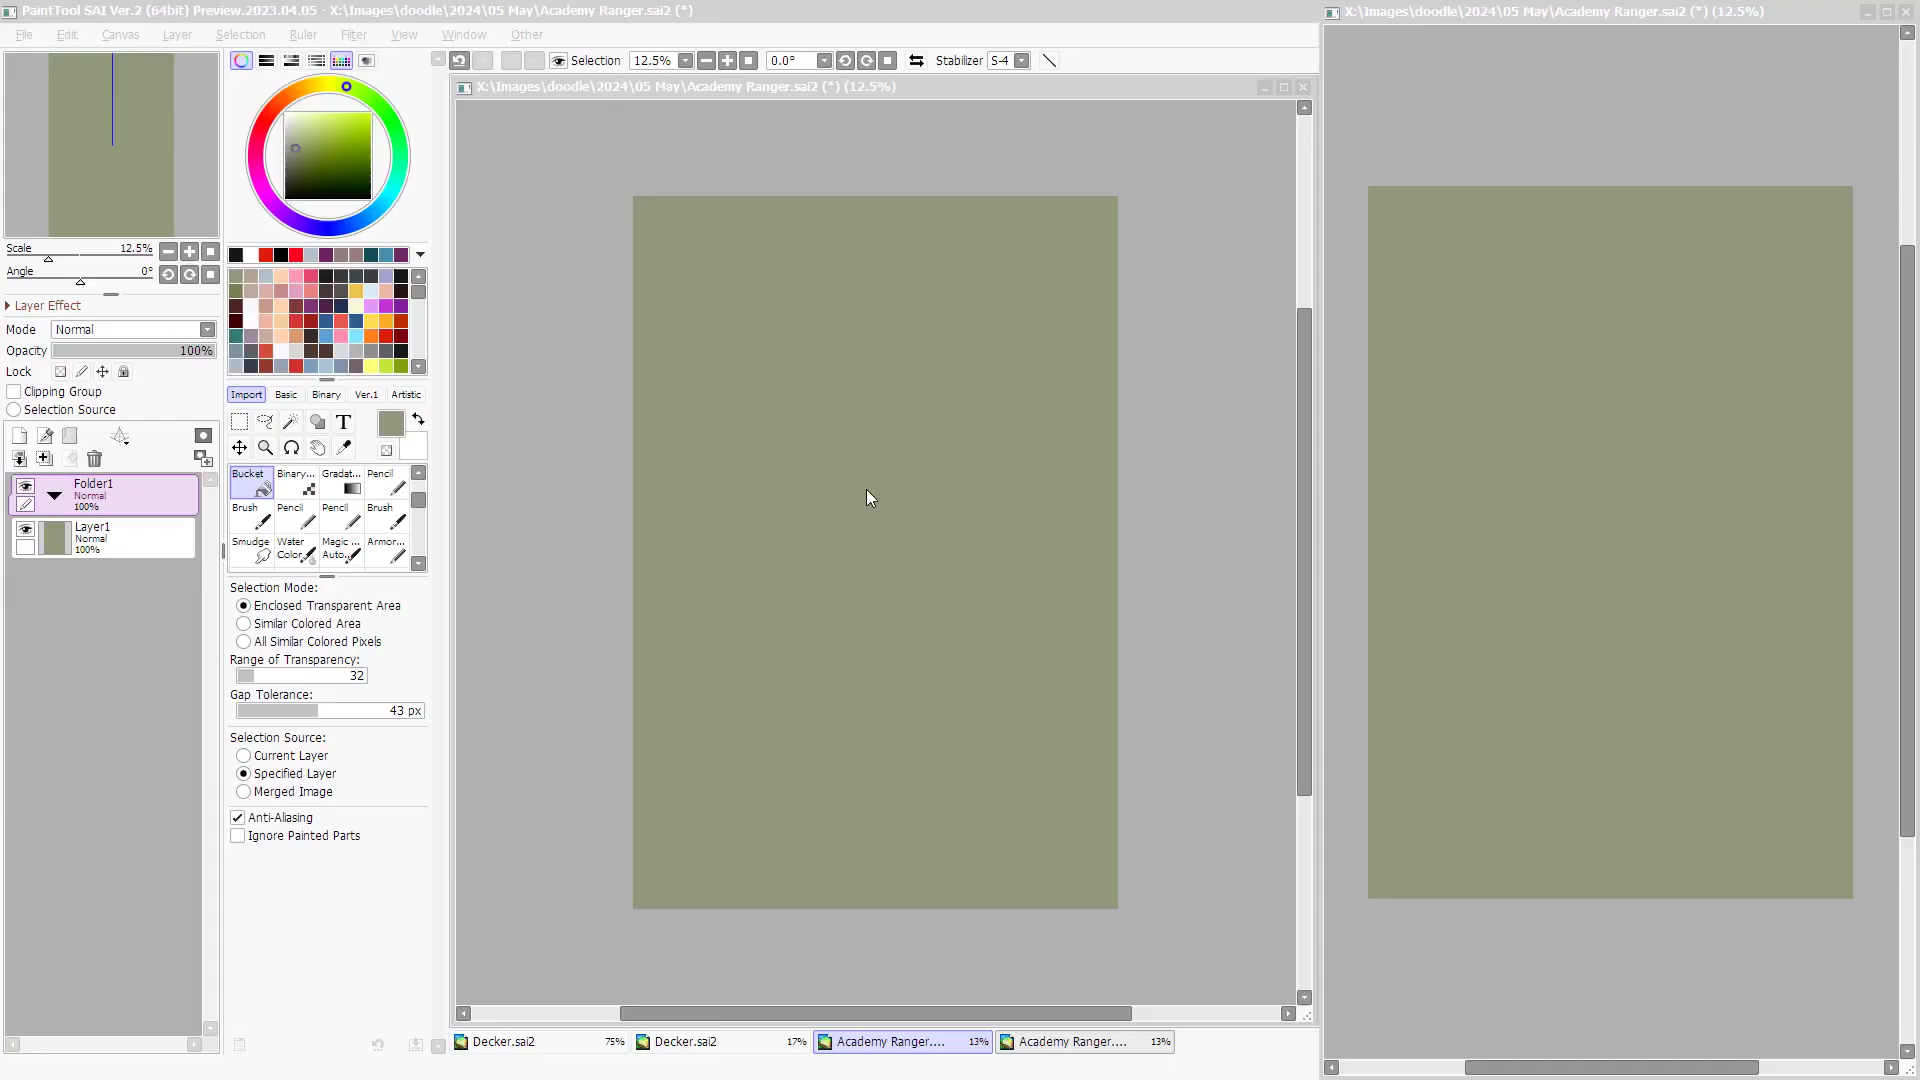 PaintTool SAI Ver.2 (64bit) Preview.2023.04.05 - X:\Images\doodle\2024\05 May\Academy Ranger.sai2 (*)
File Edit Canvas Layer Selection Ruler Filter View Window Other
Selection 12.5% 0.0° Stabilizer S-4
X:\Images\doodle\2024\05 May\Academy Ranger.sai2 (*) (12.5%)
X:\Images\doodle\2024\05 May\Academy Ranger.sai2 (*) (12.5%)
Scale 12.5%
Angle 0°
Layer Effect
Mode Normal
Opacity 100%
Lock
Clipping Group
Selection Source
Folder1
Normal
100%
Layer1
Normal
100%
Import Basic Binary Ver.1 Artistic
T
Bucket Binary... Gradat... Pencil
Brush Pencil Pencil Brush
Smudge Water Color... Magic ... Auto... Armor...
Selection Mode:
Enclosed Transparent Area
Similar Colored Area
All Similar Colored Pixels
Range of Transparency:
32
Gap Tolerance:
43 px
Selection Source:
Current Layer
Specified Layer
Merged Image
Anti-Aliasing
Ignore Painted Parts
Decker.sai2 75% Decker.sai2 17% Academy Ranger.... 13% Academy Ranger.... 13%